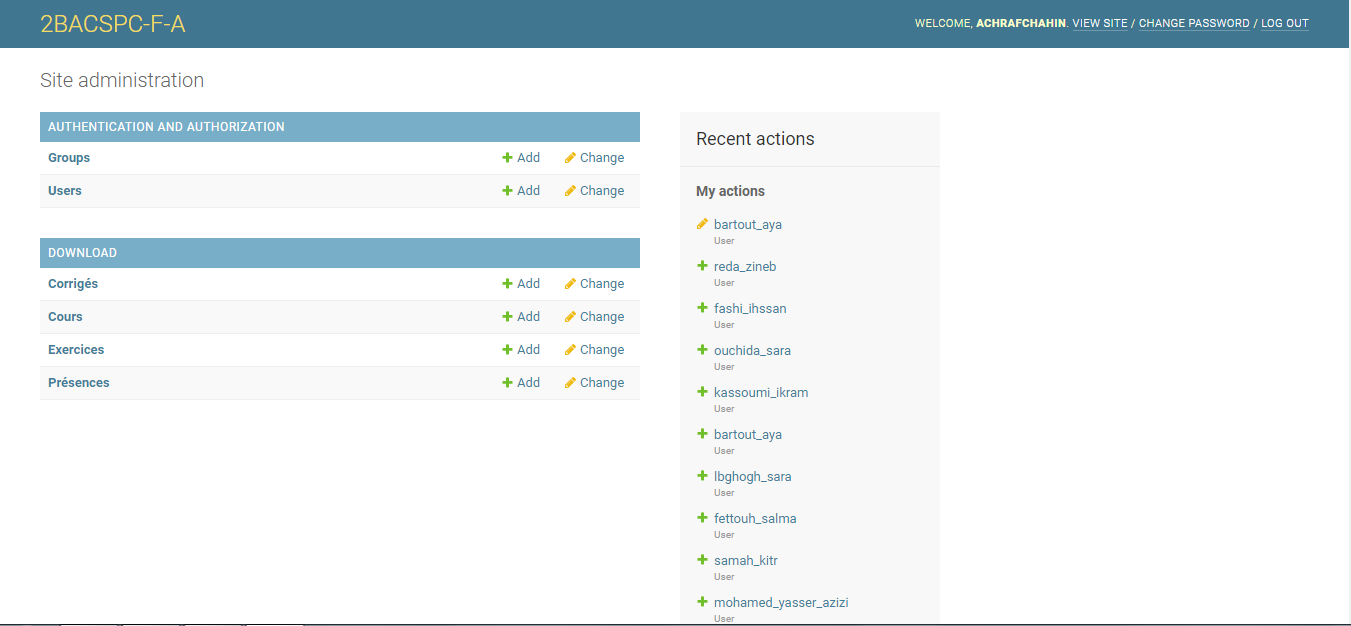 2BACSPC-F-A
WELCOME, ACHRAFCHAHIN. VIEW SITE / CHANGE PASSWORD / LOG OUT
Site administration
AUTHENTICATION AND AUTHORIZATION
Groups Add Change
Users Add Change
DOWNLOAD
Corrigés Add Change
Cours Add Change
Exercices Add Change
Présences Add Change
Recent actions
My actions
bartout_aya
User
reda_zineb
User
fashi_ihssan
User
ouchida_sara
User
kassoumi_ikram
User
bartout_aya
User
lbghogh_sara
User
fettouh_salma
User
samah_kitr
User
mohamed_yasser_azizi
User